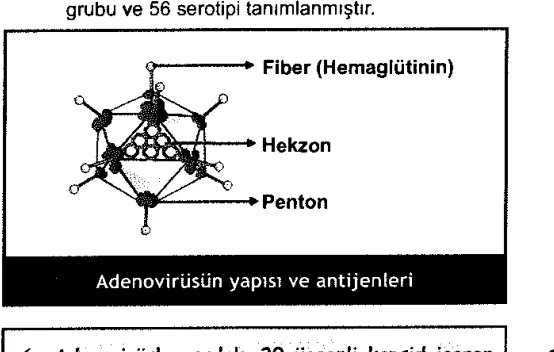 grubu ve 56 serotipi tanımlanmıştır.
Fiber (Hemaglütinin)
Hekzon
Penton
Adenovirüsün yapısı ve antijenleri